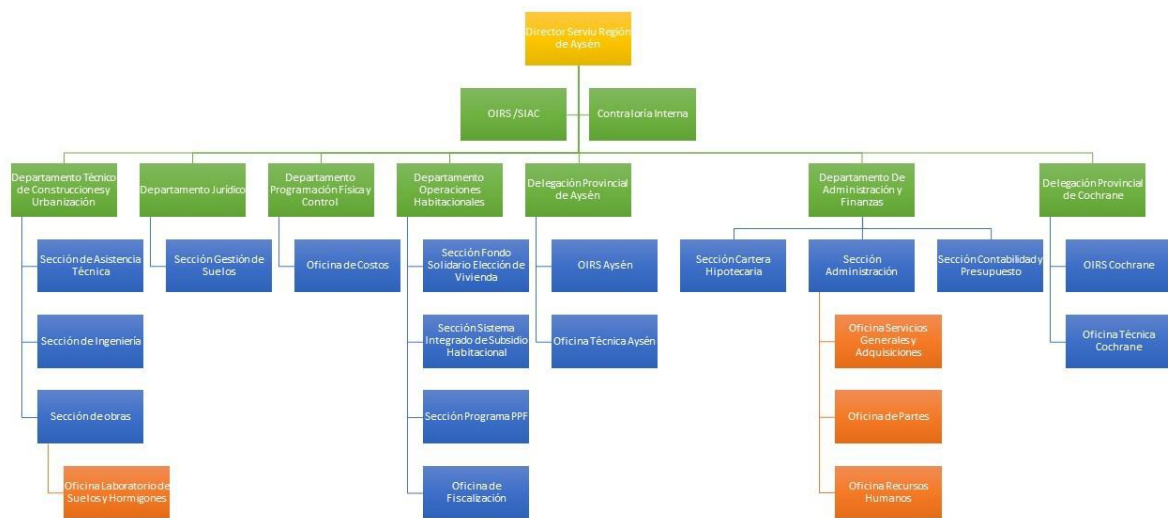 Director Serviu Región
de Aysén
OIRS /SIAC
Contraloría Interna
Departamento Técnico
de Construcciones y
Urbanización
Departamento Jurídico
Departamento
Programación Física y
Control
Departamento
Operaciones
Habitacionales
Delegación Provincial
de Aysén
Departamento De
Administración y
Finanzas
Delegación Provincial
de Cochrane
Sección de Asistencia
Técnica
Sección Gestión de
Suelos
Oficina de Costos
Sección Fondo
Solidario Elección de
Vivienda
OIRS Aysén
Sección Cartera
Hipotecaria
Sección
Administración
Sección Contabilidad y
Presupuesto
OIRS Cochrane
Sección de Ingeniería
Sección Sistema
Integrado de Subsidio
Habitacional
Oficina Técnica Aysén
Oficina Servicios
Generales y
Adquisiciones
Oficina Técnica
Cochrane
Sección de obras
Sección Programa PPF
Oficina de Partes
Oficina Laboratorio de
Suelos y Hormigones
Oficina de
Fiscalización
Oficina Recursos
Humanos